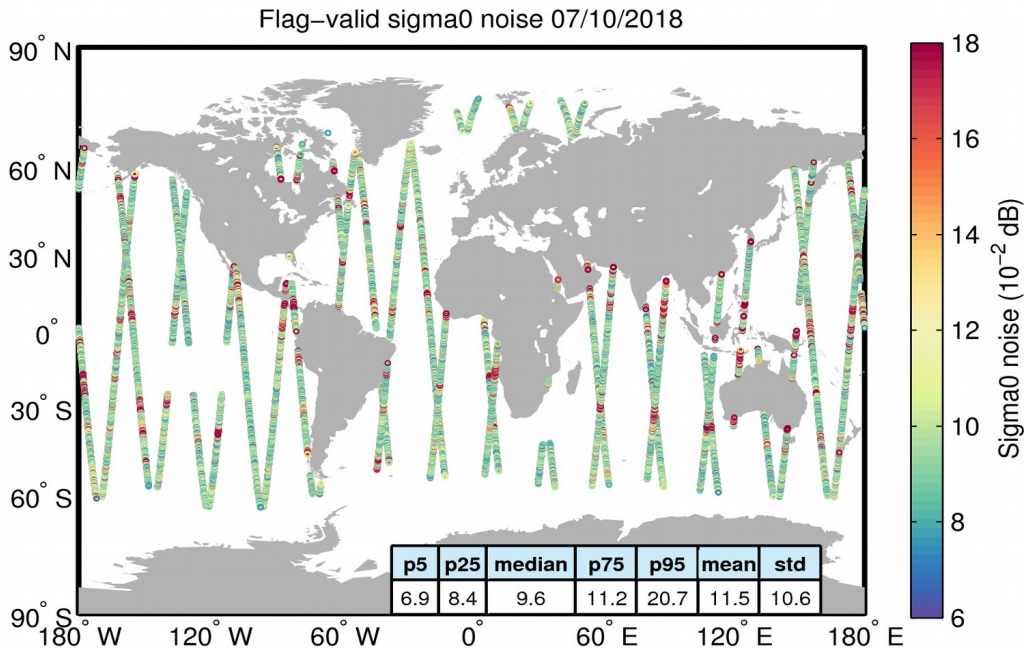 Flag−valid sigma0 noise 07/10/2018
90° N
60° N
30° N
0°
30° S
60° S
90° S
180° W 120° W 60° W 0° 60° E 120° E 180° E
p5 p25 median p75 p95 mean std
6.9 8.4 9.6 11.2 20.7 11.5 10.6
18
16
14
12
10
8
6
Sigma0 noise (10⁻² dB)